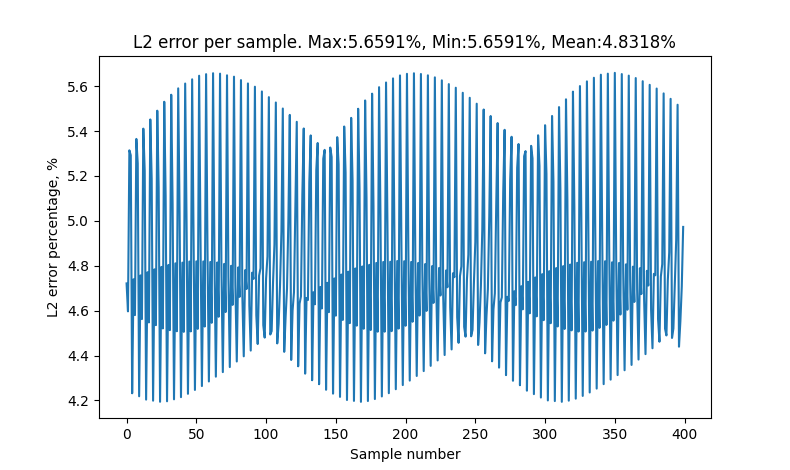 L2 error per sample. Max:5.6591%, Min:5.6591%, Mean:4.8318%
5.6
5.4
5.2
5.0
4.8
4.6
4.4
4.2
L2 error percentage, %
0 50 100 150 200 250 300 350 400
Sample number